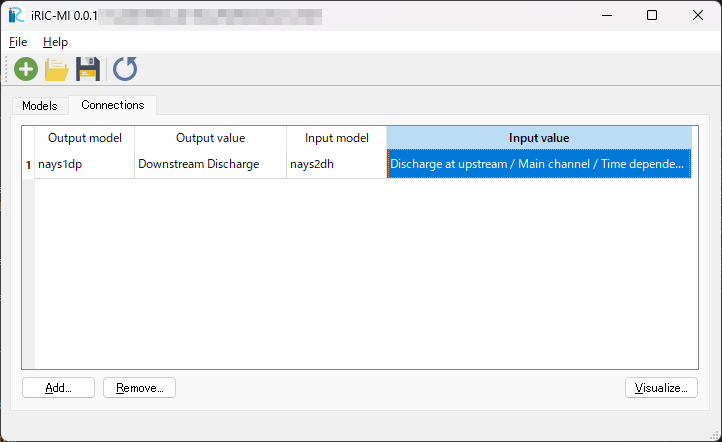 iRIC-MI 0.0.1
File Help
Models Connections
Output model Output value Input model Input value
1 nays1dp Downstream Discharge nays2dh Discharge at upstream / Main channel / Time depende...
Add... Remove... Visualize...